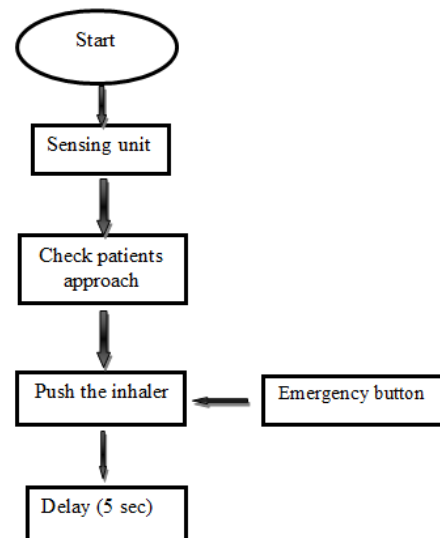 Start
Sensing unit
Check patients
approach
Push the inhaler
Emergency button
Delay (5 sec)